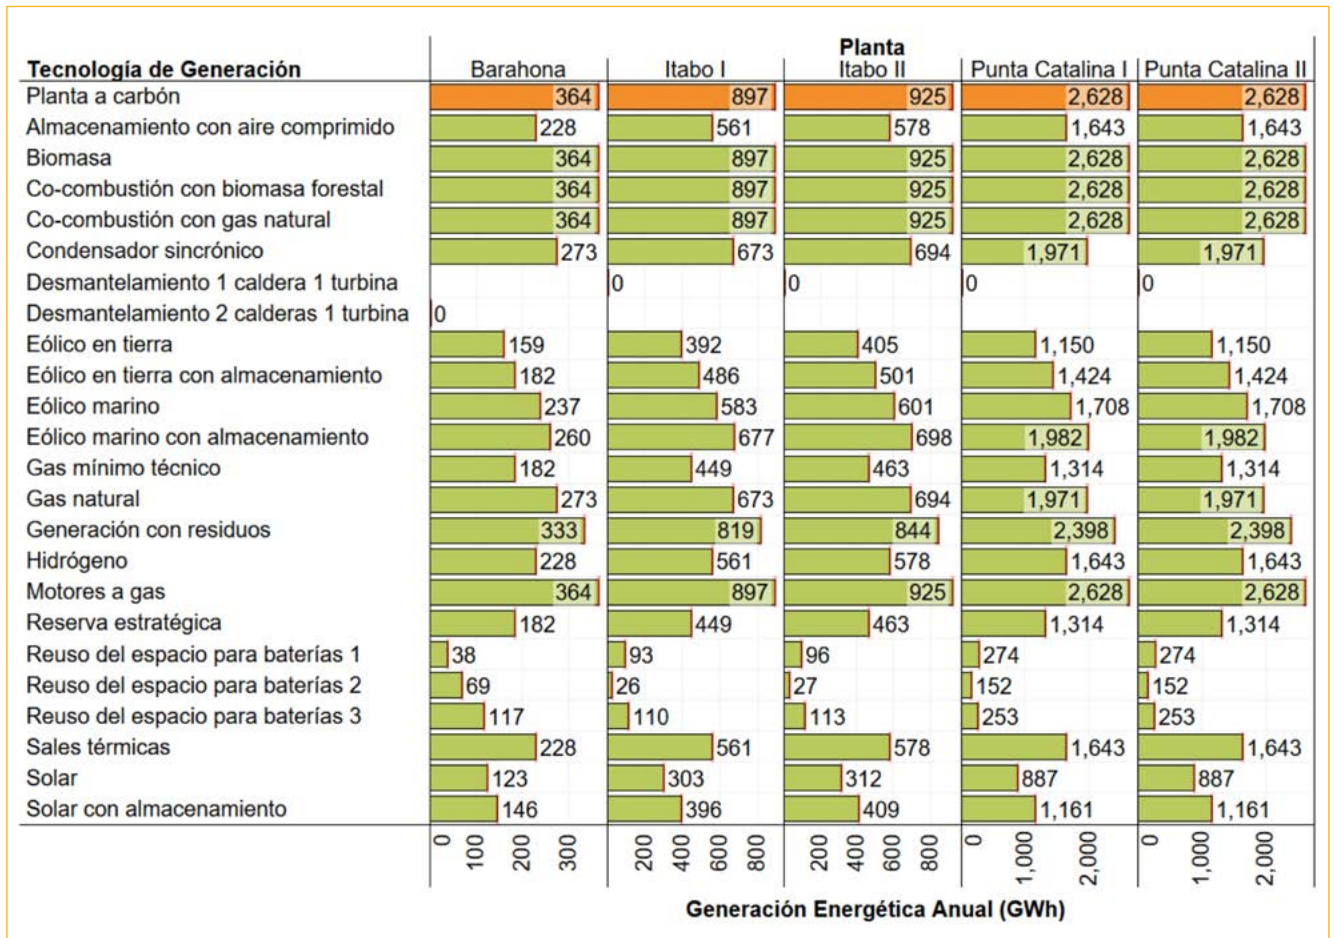 Planta
Tecnología de Generación Barahona Itabo I Itabo II Punta Catalina I Punta Catalina II
Planta a carbón 364 897 925 2,628 2,628
Almacenamiento con aire comprimido 228 561 578 1,643 1,643
Biomasa 364 897 925 2,628 2,628
Co-combustión con biomasa forestal 364 897 925 2,628 2,628
Co-combustión con gas natural 364 897 925 2,628 2,628
Condensador sincrónico 273 673 694 1,971 1,971
Desmantelamiento 1 caldera 1 turbina 0 0 0 0
Desmantelamiento 2 calderas 1 turbina 0
Eólico en tierra 159 392 405 1,150 1,150
Eólico en tierra con almacenamiento 182 486 501 1,424 1,424
Eólico marino 237 583 601 1,708 1,708
Eólico marino con almacenamiento 260 677 698 1,982 1,982
Gas mínimo técnico 182 449 463 1,314 1,314
Gas natural 273 673 694 1,971 1,971
Generación con residuos 333 819 844 2,398 2,398
Hidrógeno 228 561 578 1,643 1,643
Motores a gas 364 897 925 2,628 2,628
Reserva estratégica 182 449 463 1,314 1,314
Reuso del espacio para baterías 1 38 93 96 274 274
Reuso del espacio para baterías 2 69 26 27 152 152
Reuso del espacio para baterías 3 117 110 113 253 253
Sales térmicas 228 561 578 1,643 1,643
Solar 123 303 312 887 887
Solar con almacenamiento 146 396 409 1,161 1,161
0 100 200 300 200 400 600 800 200 400 600 800 0 1,000 2,000 0 1,000 2,000
Generación Energética Anual (GWh)